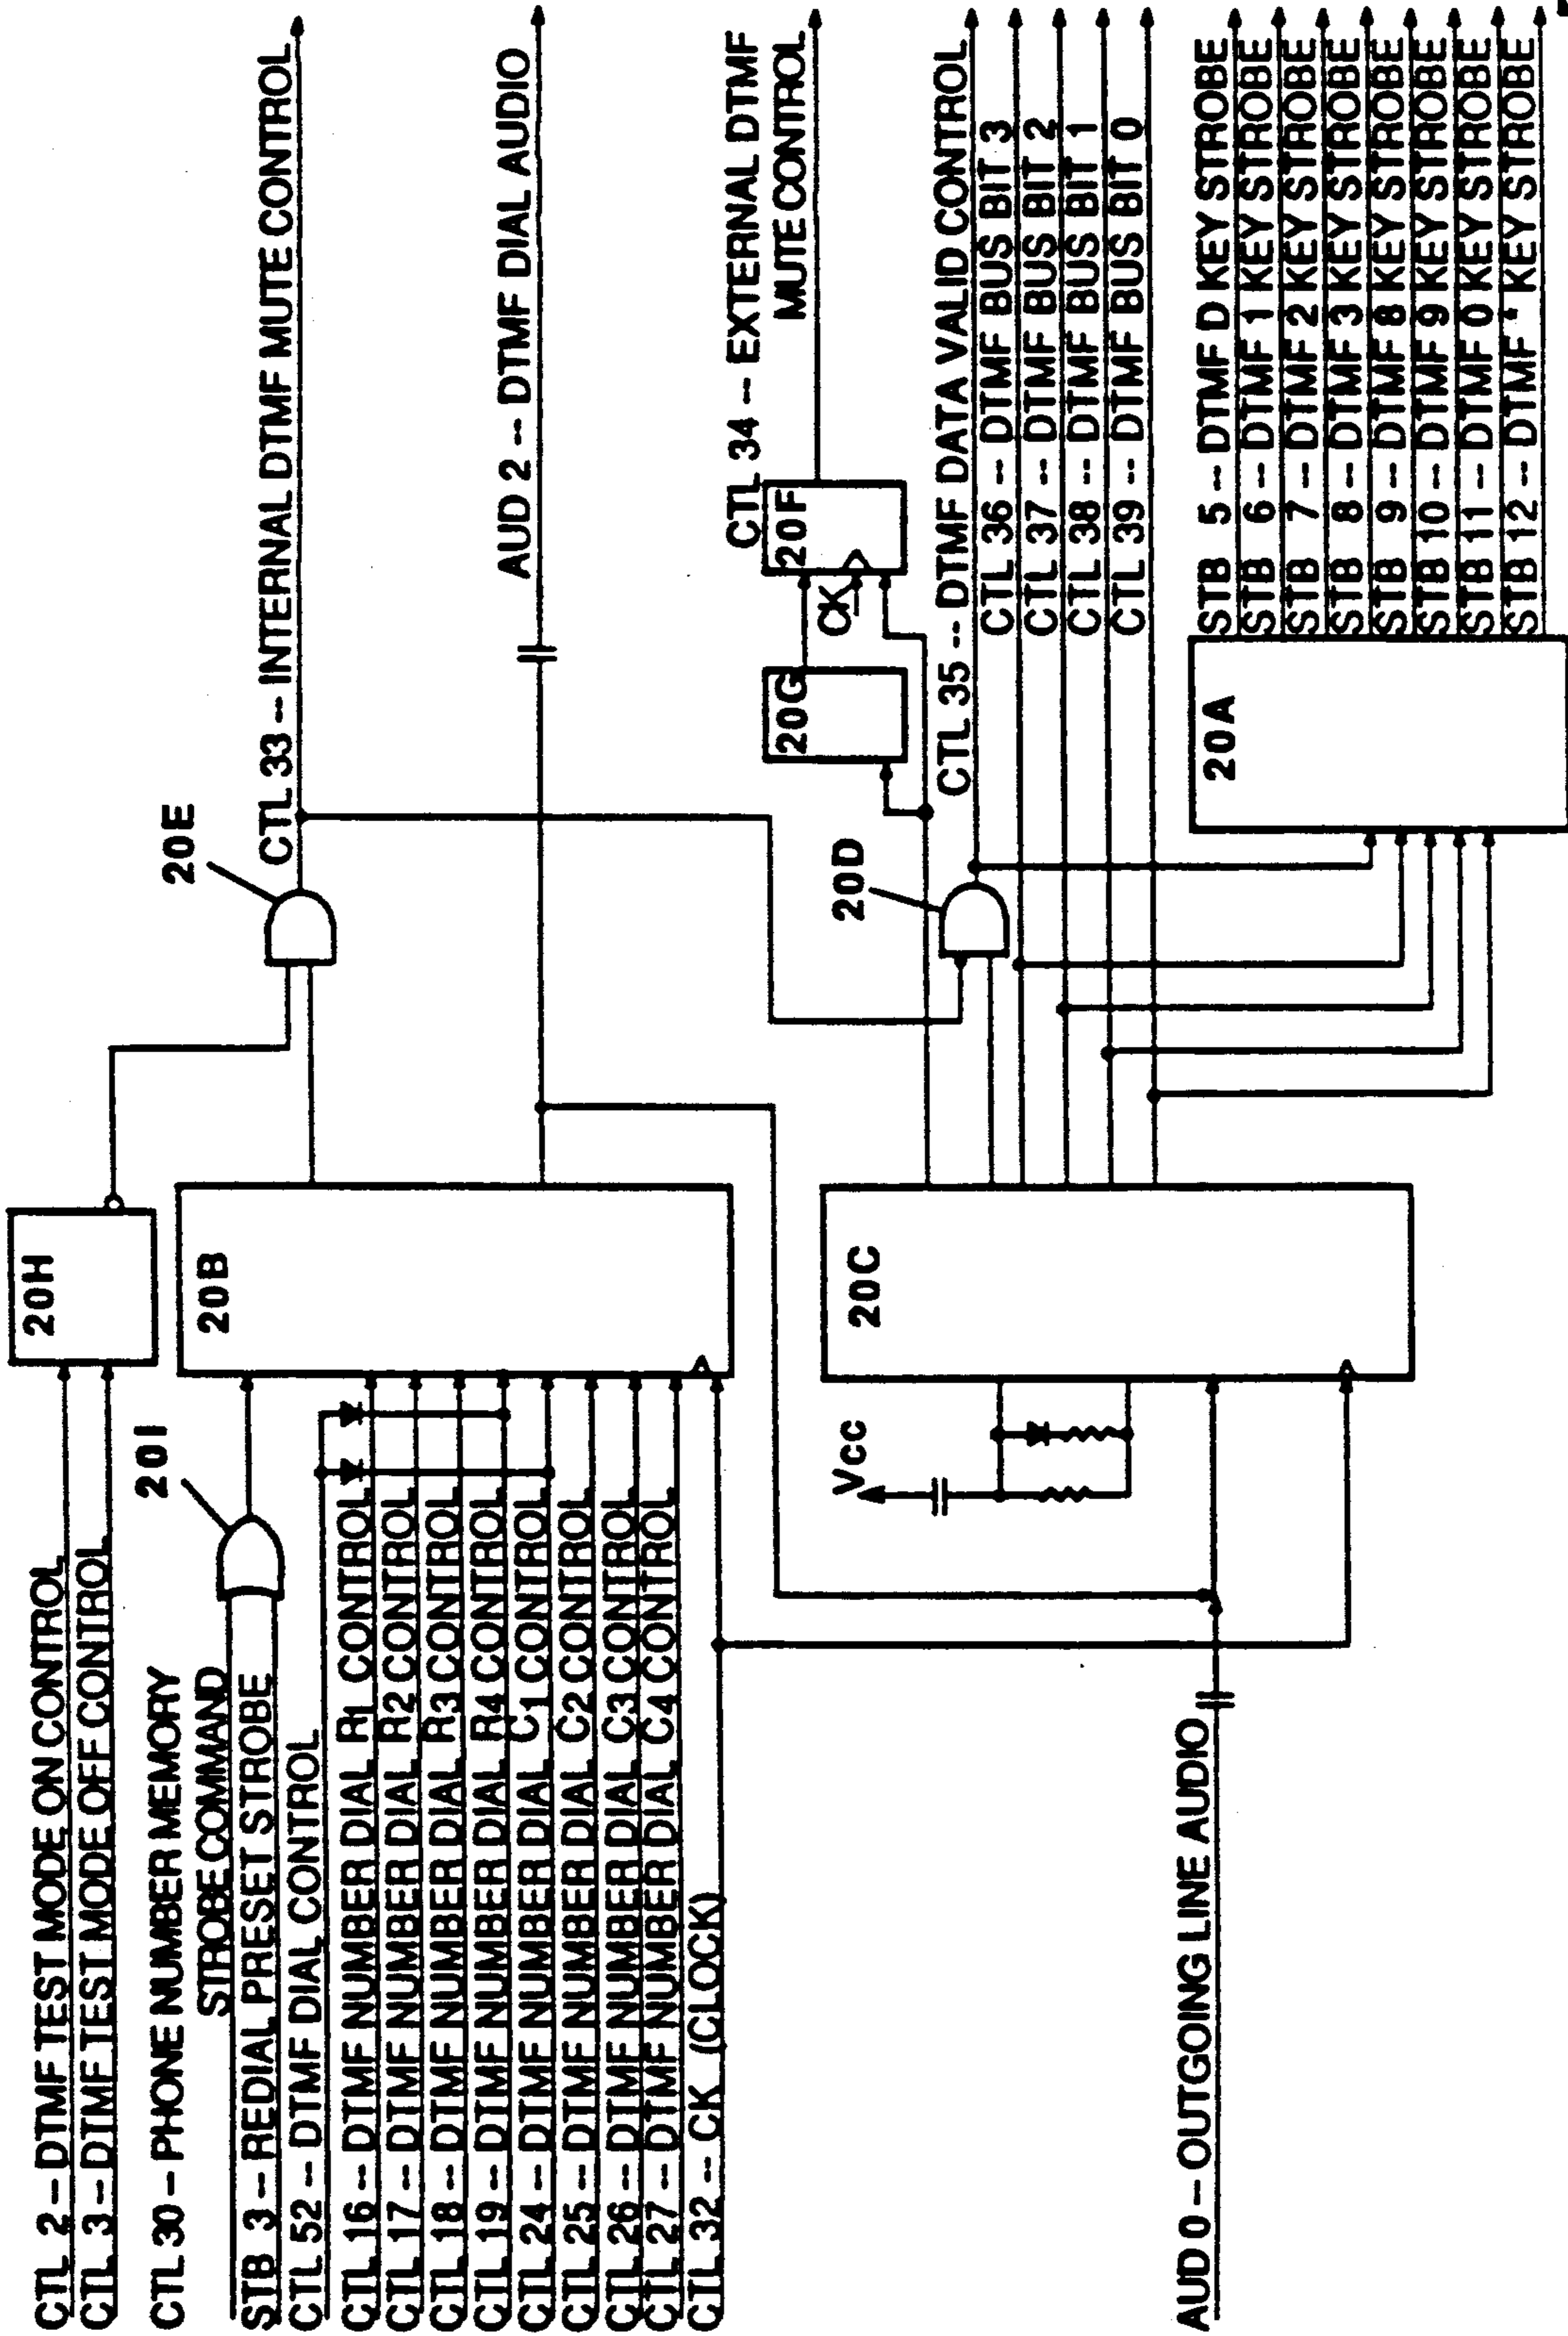 CTL 2 -- DTMF TEST MODE ON CONTROL
CTL 3 -- DTMF TEST MODE OFF CONTROL
CTL 30 -- PHONE NUMBER MEMORY
STROBE COMMAND
STB 3 -- REDIAL PRESET STROBE
CTL 52 -- DTMF DIAL CONTROL
CTL 16 -- DTMF NUMBER DIAL R1 CONTROL
CTL 17 -- DTMF NUMBER DIAL R2 CONTROL
CTL 18 -- DTMF NUMBER DIAL R3 CONTROL
CTL 19 -- DTMF NUMBER DIAL R4 CONTROL
CTL 24 -- DTMF NUMBER DIAL C1 CONTROL
CTL 25 -- DTMF NUMBER DIAL C2 CONTROL
CTL 26 -- DTMF NUMBER DIAL C3 CONTROL
CTL 27 -- DTMF NUMBER DIAL C4 CONTROL
CTL 32 -- CK (CLOCK)
AUD 0 -- OUTGOING LINE AUDIO
20I
Vcc
20H
20B
20C
20E
20D
CTL 33 -- INTERNAL DTMF MUTE CONTROL
AUD 2 -- DTMF DIAL AUDIO
20G
CK
20F
CTL 34 -- EXTERNAL DTMF
MUTE CONTROL
CTL 35 -- DTMF DATA VALID CONTROL
CTL 36 -- DTMF BUS BIT 3
CTL 37 -- DTMF BUS BIT 2
CTL 38 -- DTMF BUS BIT 1
CTL 39 -- DTMF BUS BIT 0
20A
STB 5 -- DTMF D KEY STROBE
STB 6 -- DTMF 1 KEY STROBE
STB 7 -- DTMF 2 KEY STROBE
STB 8 -- DTMF 3 KEY STROBE
STB 9 -- DTMF 8 KEY STROBE
STB 10 -- DTMF 9 KEY STROBE
STB 11 -- DTMF 0 KEY STROBE
STB 12 -- DTMF * KEY STROBE